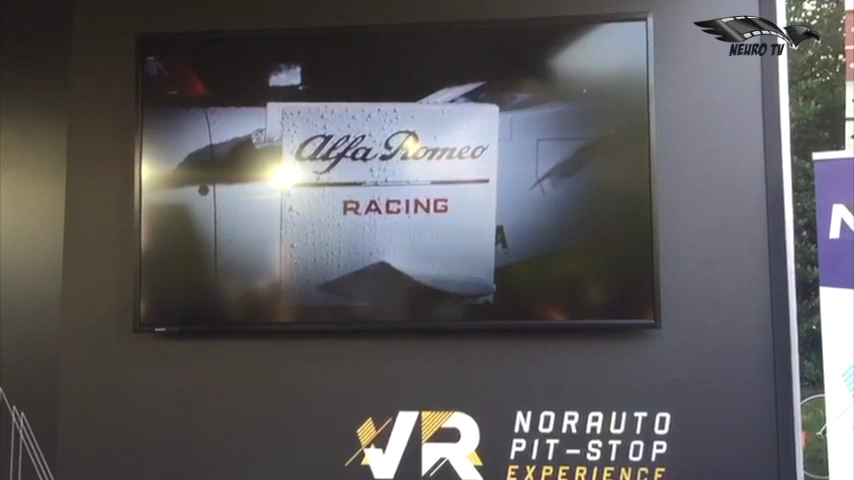 NEURO TV
Alfa Romeo
RACING
A
N
VR
NORAUTO
PIT-STOP
EXPERIENCE